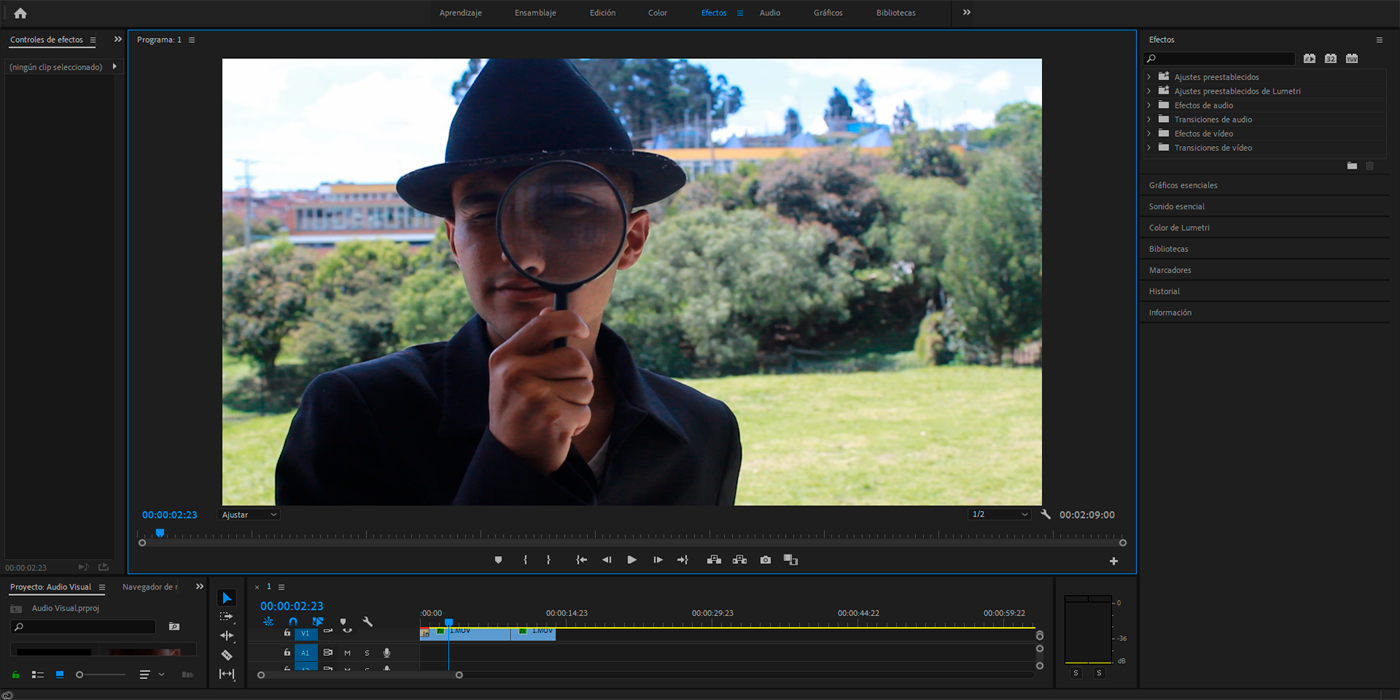 Aprendizaje Ensamblaje Edición Color Efectos Audio Gráficos Bibliotecas
Controles de efectos
(ningún clip seleccionado)
00:00:02:23
Programa: 1
00:00:02:23 Ajustar 1/2 00:02:09:00
Efectos
32 YUV
Ajustes preestablecidos
Ajustes preestablecidos de Lumetri
Efectos de audio
Transiciones de audio
Efectos de vídeo
Transiciones de vídeo
Gráficos esenciales
Sonido esencial
Color de Lumetri
Bibliotecas
Marcadores
Historial
Información
Proyecto: Audio Visual Navegador de
Audio Visual.prproj
× 1
00:00:02:23
:00:00 00:00:14:23 00:00:29:23 00:00:44:22 00:00:59:22
V1 fx 1.MOV 1.MOV
A1 M S
0
-36
dB
S S